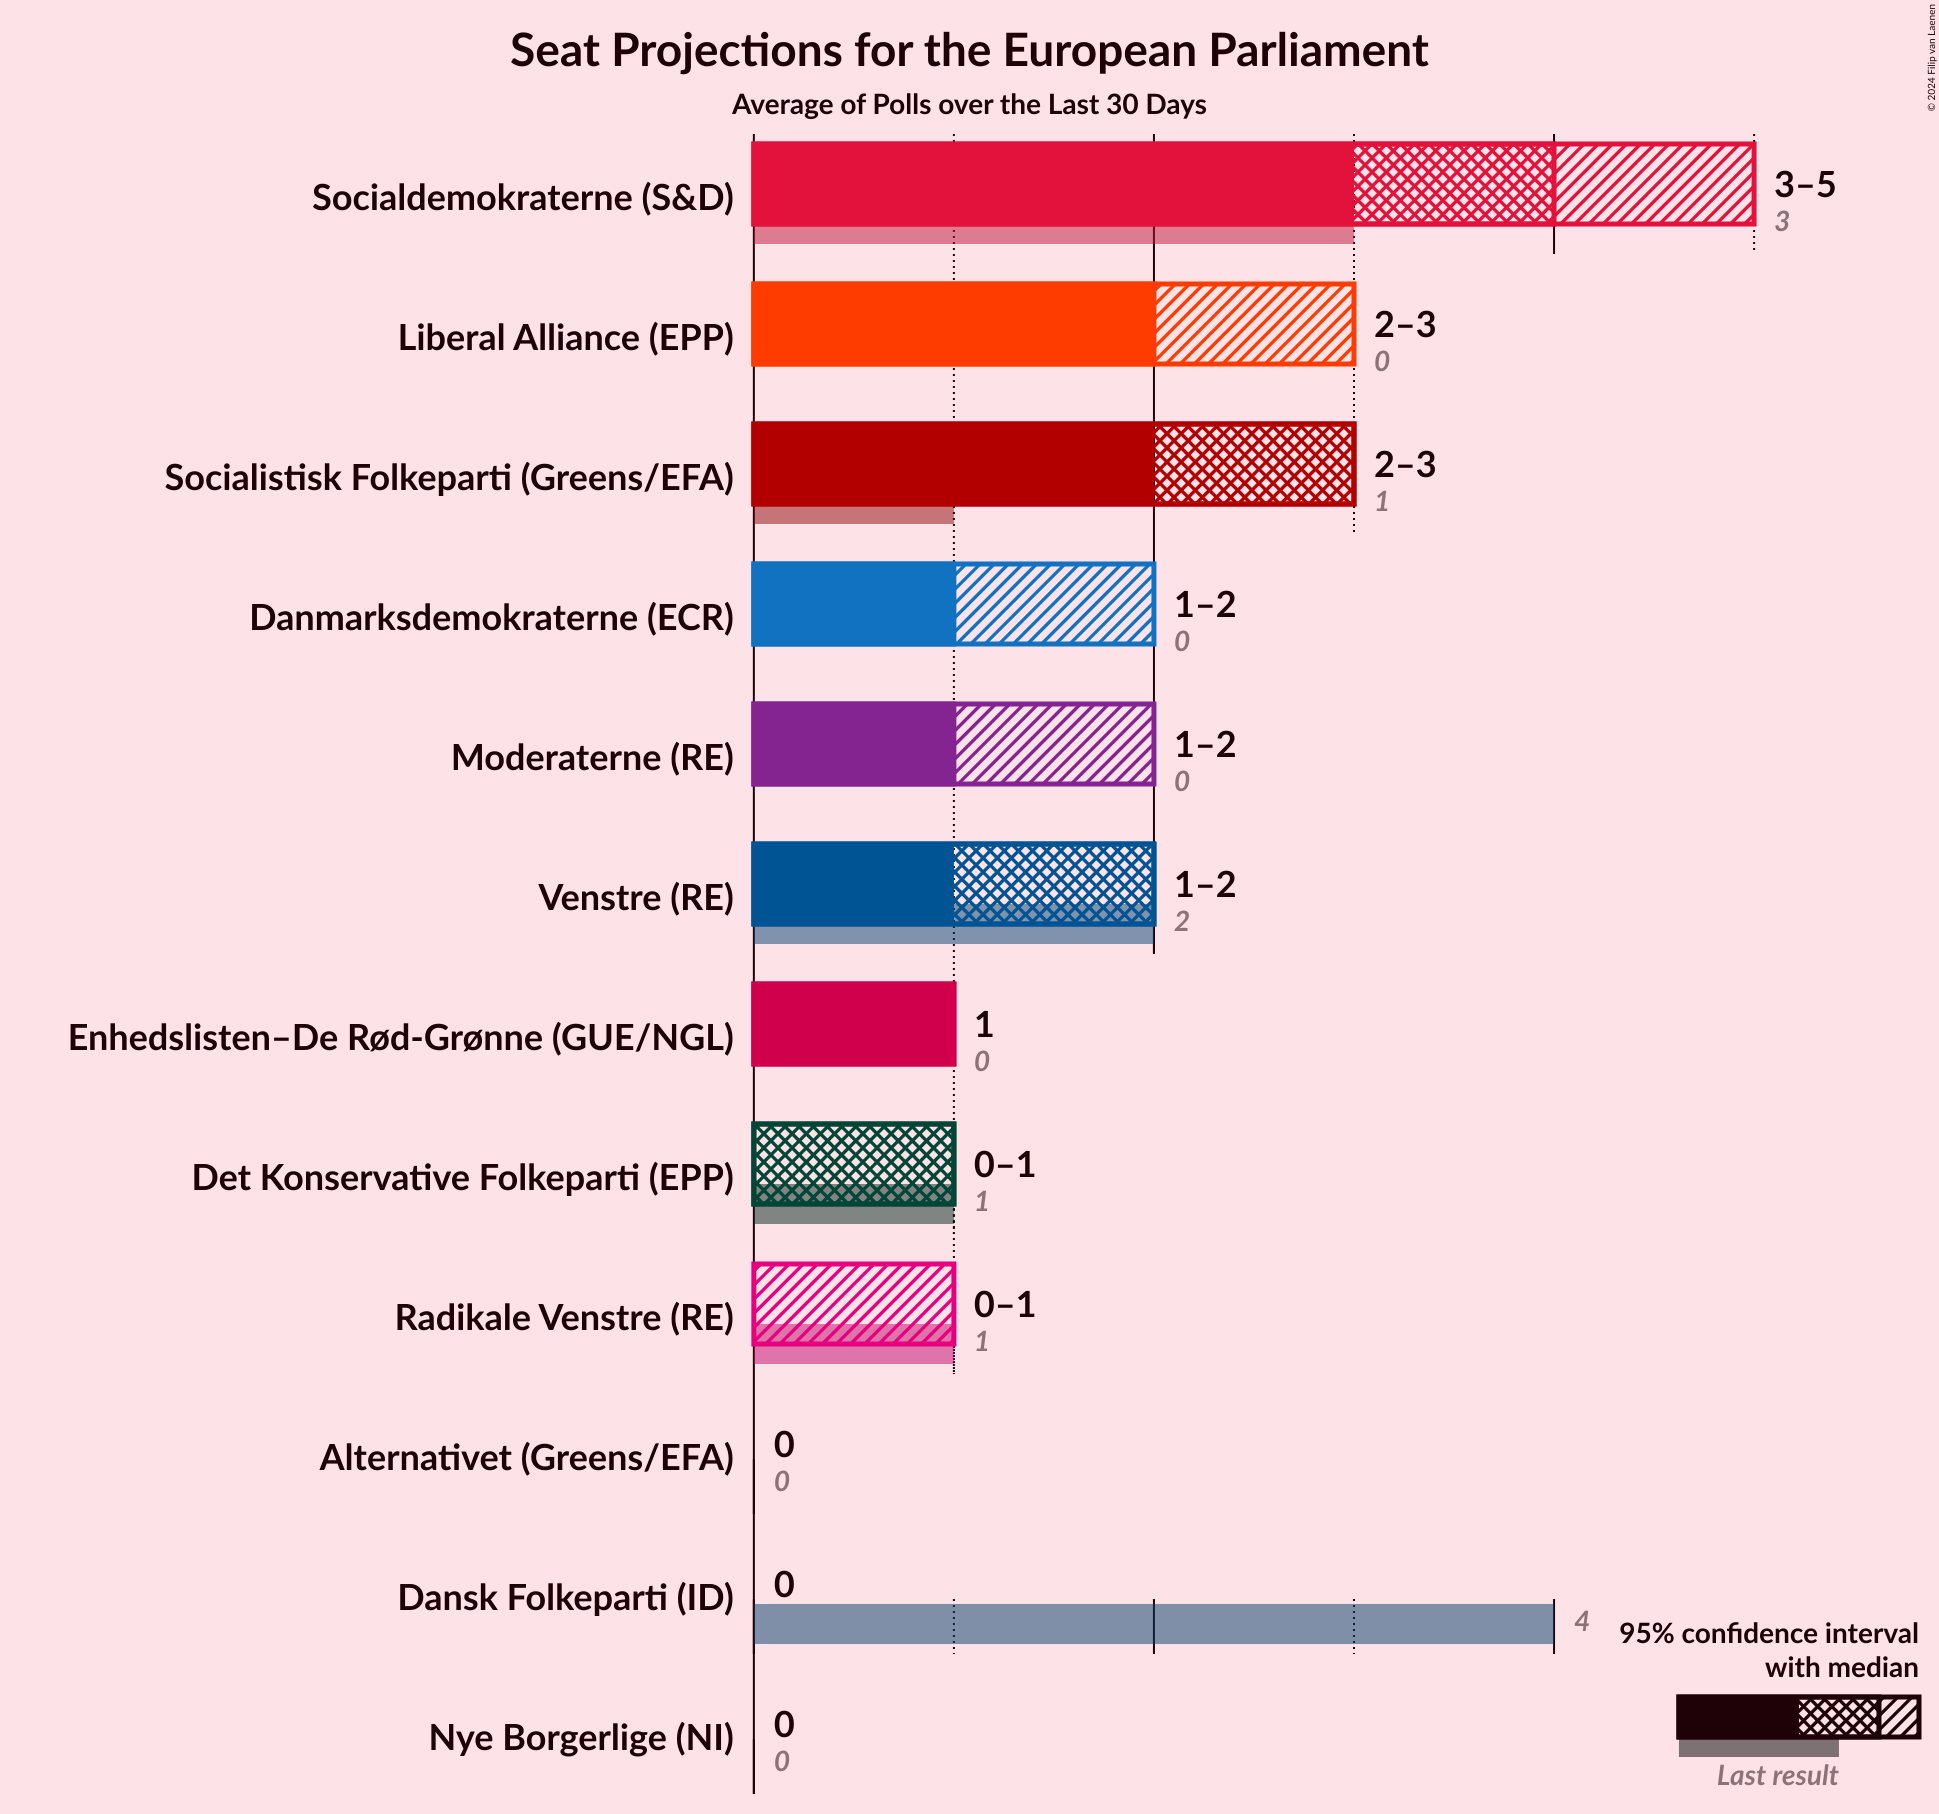 Seat Projections for the European Parliament
Average of Polls over the Last 30 Days
© 2024 Filip van Laenen
Socialdemokraterne (S&D)
3–5
3
Liberal Alliance (EPP)
2–3
0
Socialistisk Folkeparti (Greens/EFA)
2–3
1
Danmarksdemokraterne (ECR)
1–2
0
Moderaterne (RE)
1–2
0
Venstre (RE)
1–2
2
Enhedslisten–De Rød-Grønne (GUE/NGL)
1
0
Det Konservative Folkeparti (EPP)
0–1
1
Radikale Venstre (RE)
0–1
1
Alternativet (Greens/EFA)
0
0
Dansk Folkeparti (ID)
0
4
Nye Borgerlige (NI)
0
0
95% confidence interval
with median
Last result